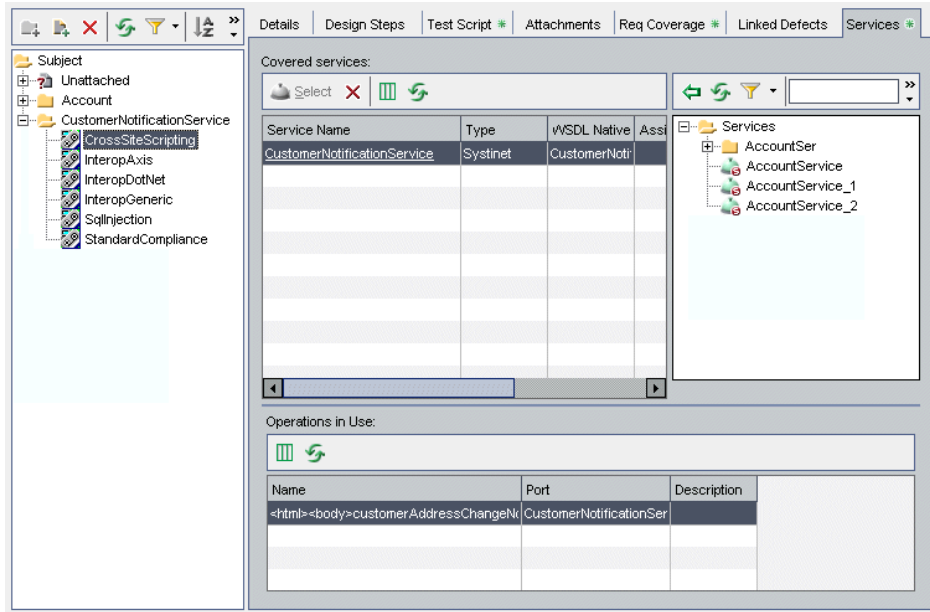 Details
Design Steps
Test Script *
Attachments
Req Coverage *
Linked Defects
Services *
Subject
Unattached
Account
CustomerNotificationService
CrossSiteScripting
InteropAxis
InteropDotNet
InteropGeneric
SqlInjection
StandardCompliance
Covered services:
Select
Service Name
Type
WSDL Native
Assi
CustomerNotificationService
Systinet
CustomerNoti
Services
AccountSer
AccountService
AccountService_1
AccountService_2
Operations in Use:
Name
Port
Description
<html><body>customerAddressChangeNo
CustomerNotificationSer